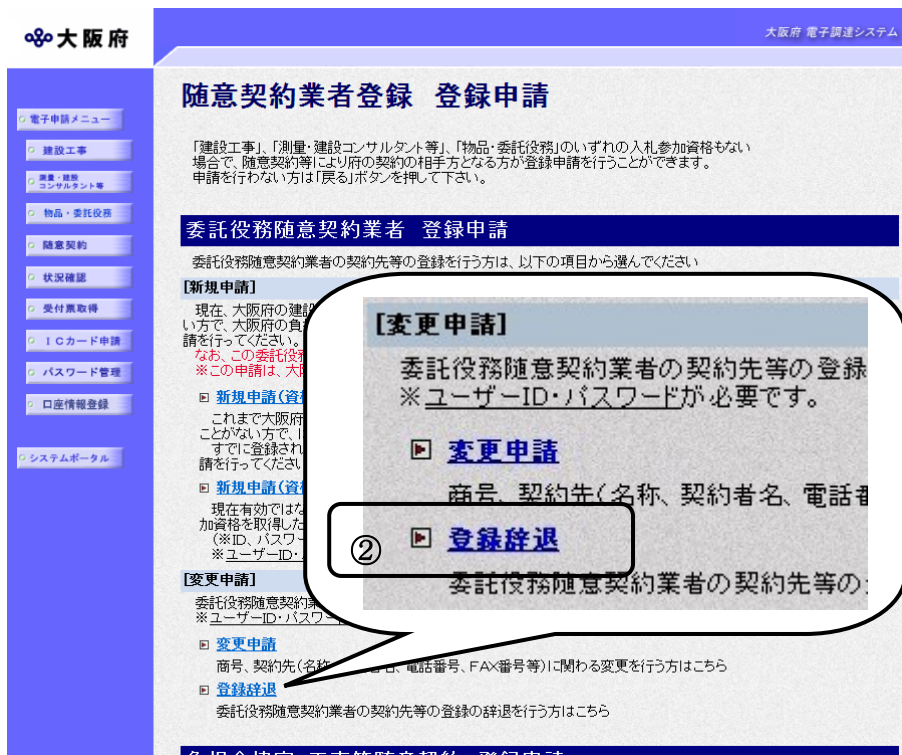 大阪府
大阪府 電子調達システム
電子申請メニュー
建設工事
測量・建設
コンサルタント等
物品・委託役務
随意契約
状況確認
受付票取得
ICカード申請
パスワード管理
口座情報登録
システムポータル
随意契約業者登録 登録申請
「建設工事」、「測量・建設コンサルタント等」、「物品・委託役務」のいずれの入札参加資格もない
場合で、随意契約等により府の契約の相手方となる方が登録申請を行うことができます。
申請を行わない方は「戻る」ボタンを押して下さい。
委託役務随意契約業者 登録申請
委託役務随意契約業者の契約先等の登録を行う方は、以下の項目から選んでください
[新規申請]
現在、大阪府の建設
い方で、大阪府の負
請を行ってください。
なお、この委託役務
※この申請は、大阪
新規申請(資
これまで大阪府
ことがない方で、
すでに登録され
請を行ってくださ
新規申請(資
現在有効ではな
加資格を取得した
(※ID、パスワー
※ユーザーID・
[変更申請]
委託役務随意契約業
※ユーザーID・パスワー
変更申請
商号、契約先(名称、
、電話番号、FAX番号等)に関わる変更を行う方はこちら
登録辞退
委託役務随意契約業者の契約先等の登録の辞退を行う方はこちら
[変更申請]
委託役務随意契約業者の契約先等の登録
※ユーザーID・パスワードが必要です。
変更申請
商号、契約先(名称、契約者名、電話番
② 登録辞退
委託役務随意契約業者の契約先等の